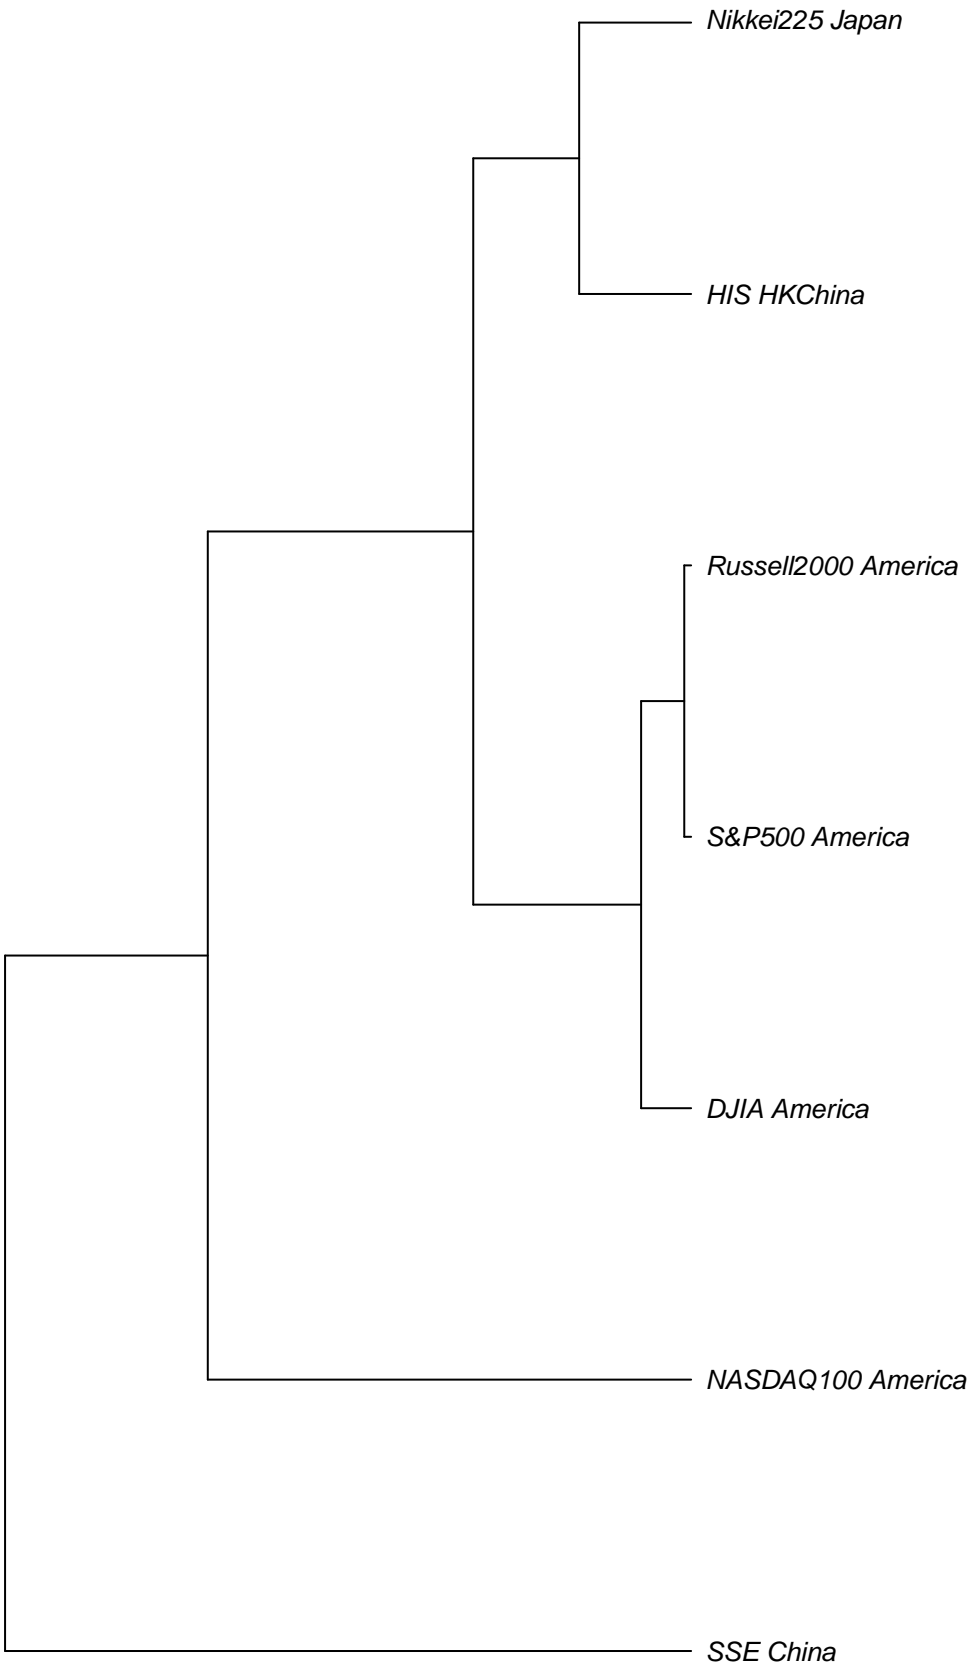 Nikkei225 Japan
HIS HKChina
Russell2000 America
S&P500 America
DJIA America
NASDAQ100 America
SSE China